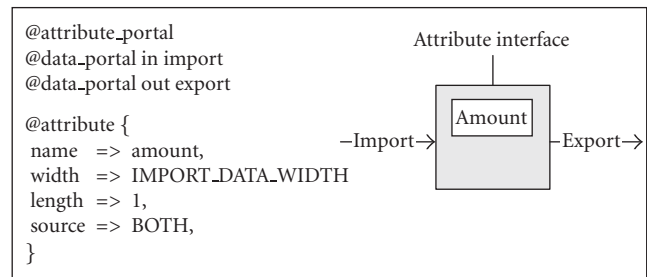 @attribute_portal
@data_portal in import
@data_portal out export
@attribute {
name => amount,
width => IMPORT_DATA_WIDTH
length => 1,
source => BOTH,
}
Attribute interface
Import
Amount
Export